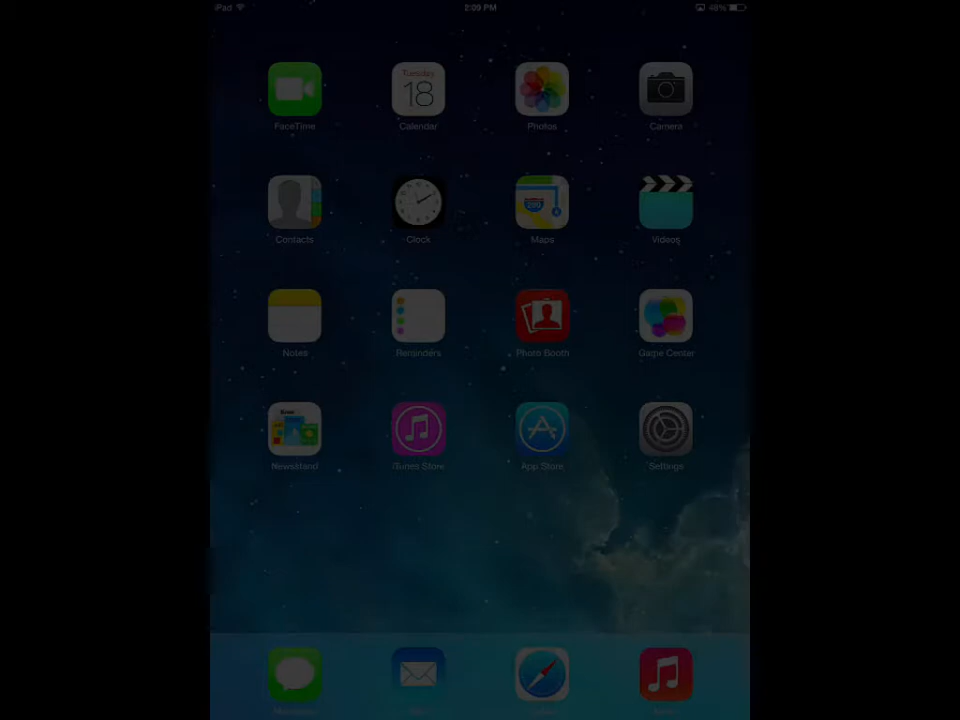 iPad 2:09 PM 48%
Tuesday
18
FaceTime Calendar Photos Camera
280
Contacts Clock Maps Videos
Notes Reminders Photo Booth Game Center
Newsstand iTunes Store App Store Settings